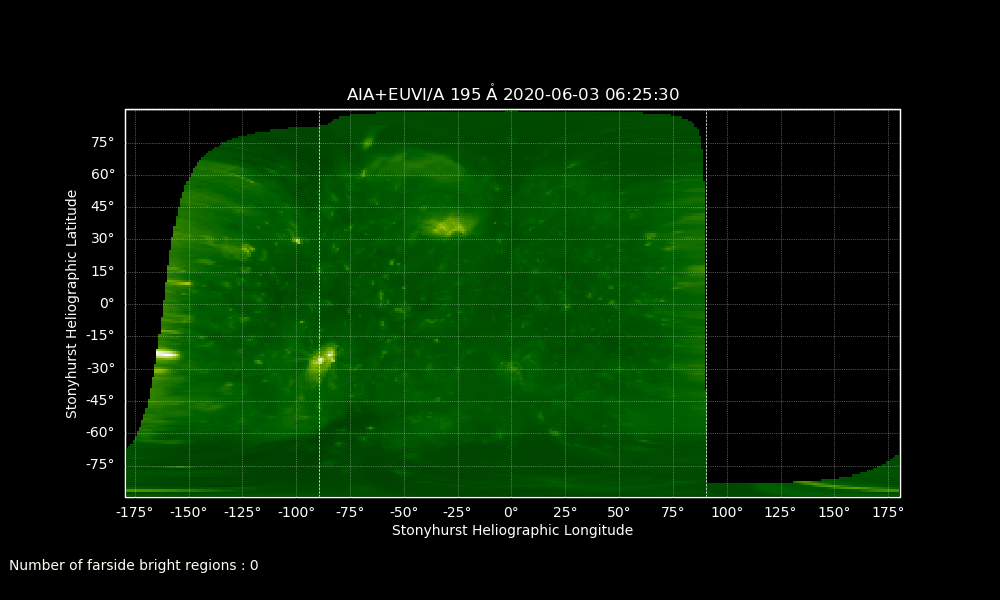 AIA+EUVI/A 195 Å 2020-06-03 06:25:30
Stonyhurst Heliographic Latitude
75°
60°
45°
30°
15°
0°
-15°
-30°
-45°
-60°
-75°
-175° -150° -125° -100° -75° -50° -25° 0° 25° 50° 75° 100° 125° 150° 175°
Stonyhurst Heliographic Longitude
Number of farside bright regions : 0